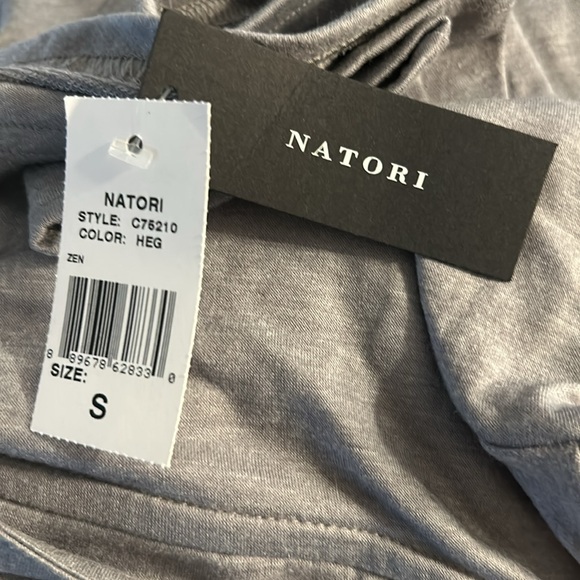 NATORI
NATORI
STYLE: C75210
COLOR: HEG
ZEN
8 89678 62833 0
SIZE:
S